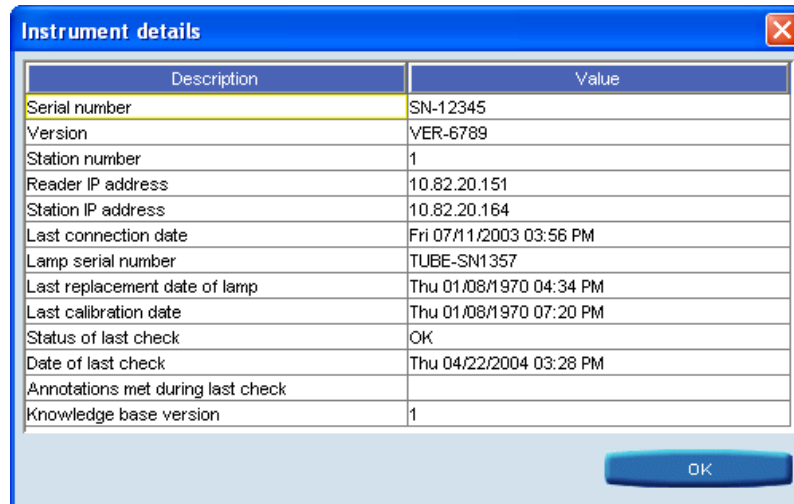 Instrument details
Description Value
Serial number SN-12345
Version VER-6789
Station number 1
Reader IP address 10.82.20.151
Station IP address 10.82.20.164
Last connection date Fri 07/11/2003 03:56 PM
Lamp serial number TUBE-SN1357
Last replacement date of lamp Thu 01/08/1970 04:34 PM
Last calibration date Thu 01/08/1970 07:20 PM
Status of last check OK
Date of last check Thu 04/22/2004 03:28 PM
Annotations met during last check
Knowledge base version 1
OK